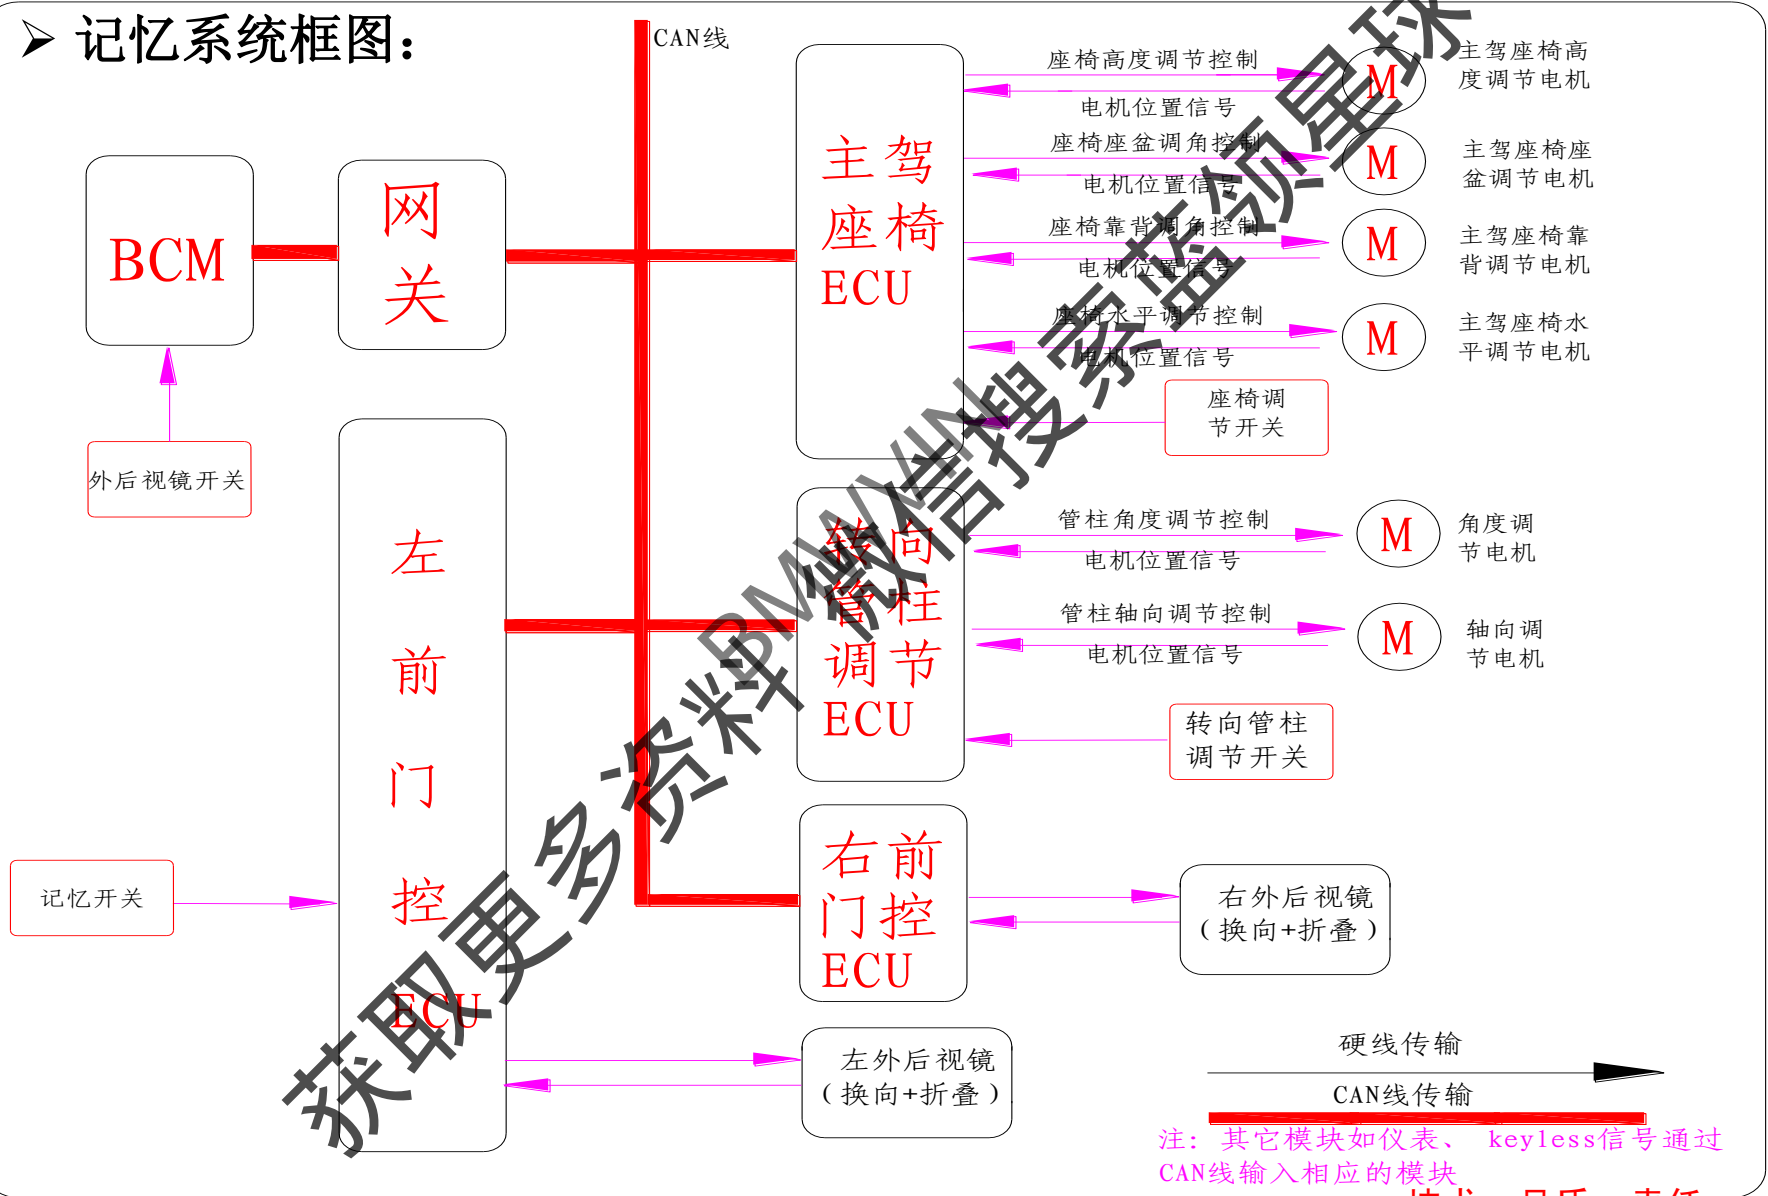 ➢ 记忆系统框图：
CAN线
BCM
网
关
外后视镜开关
左
前
门
控
ECU
记忆开关
主驾
座椅
ECU
座椅高度调节控制
电机位置信号
M
主驾座椅高
度调节电机
座椅座盆调角控制
电机位置信号
M
主驾座椅座
盆调节电机
座椅靠背调角控制
电机位置信号
M
主驾座椅靠
背调节电机
座椅水平调节控制
电机位置信号
M
主驾座椅水
平调节电机
座椅调
节开关
转向
管柱
调节
ECU
管柱角度调节控制
电机位置信号
M
角度调
节电机
管柱轴向调节控制
电机位置信号
M
轴向调
节电机
转向管柱
调节开关
右前
门控
ECU
右外后视镜
（换向+折叠）
左外后视镜
（换向+折叠）
硬线传输
CAN线传输
注: 其它模块如仪表、 keyless信号通过
CAN线输入相应的模块
技术 品质 责任
获取更多资料 微信搜索蓝领星球
BMWVIN